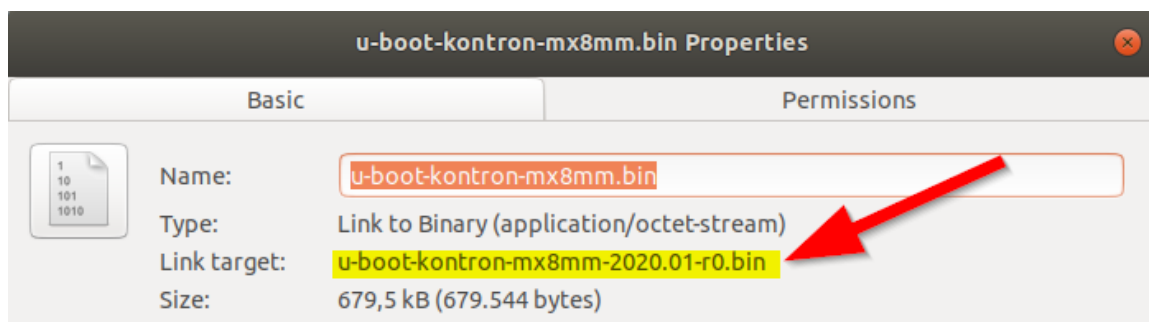 u-boot-kontron-mx8mm.bin Properties
Basic Permissions
1
10
101
1010
Name: u-boot-kontron-mx8mm.bin
Type: Link to Binary (application/octet-stream)
Link target: u-boot-kontron-mx8mm-2020.01-r0.bin
Size: 679,5 kB (679.544 bytes)